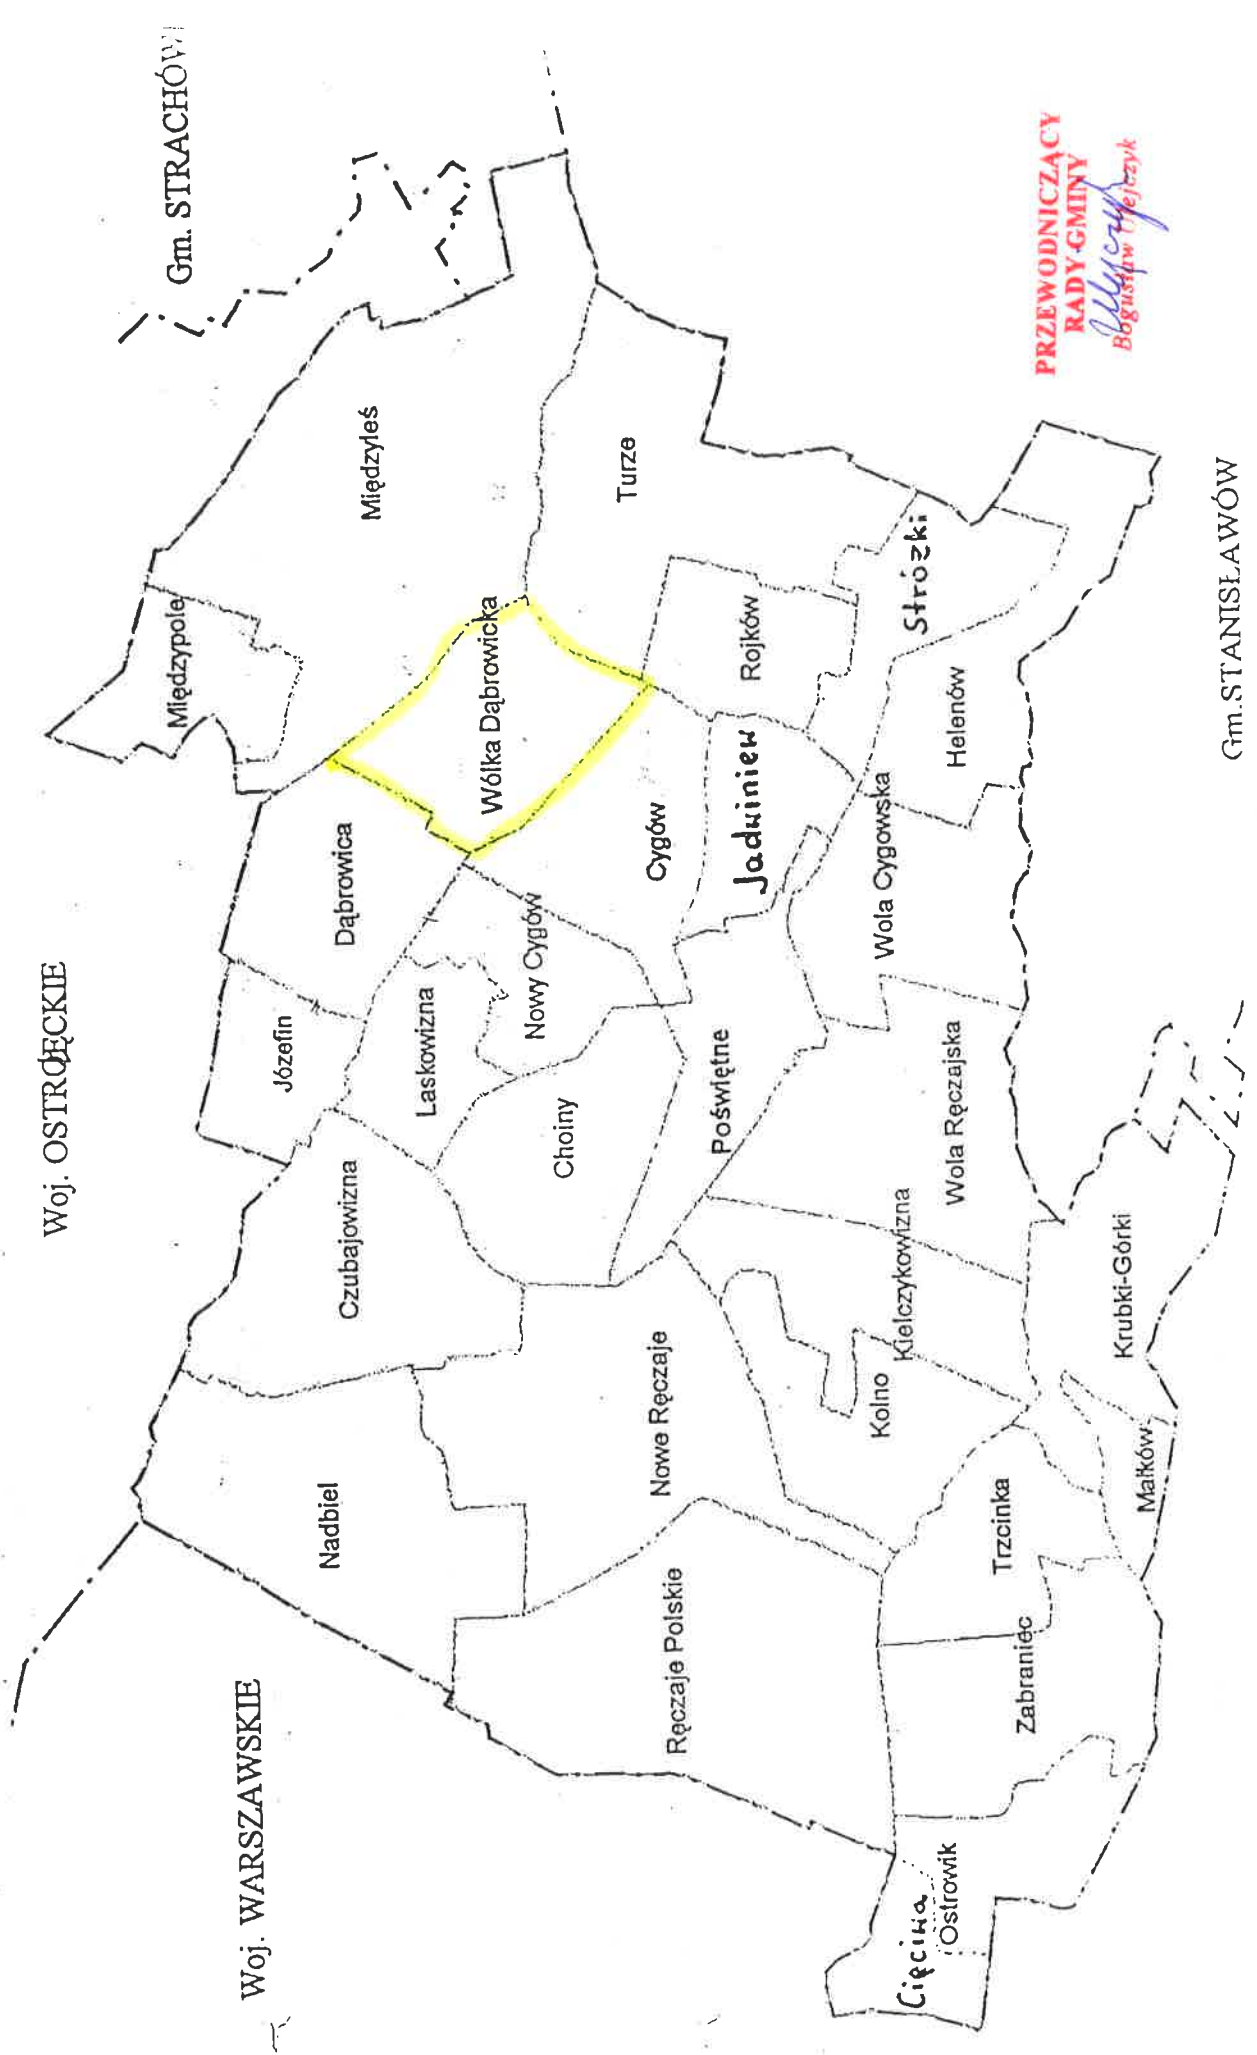 Woj. OSTROŁĘCKIE
Gm. STRACHÓW
Woj. WARSZAWSKIE
Międzypole
Międzyleś
Dąbrowica
Józefin
Wólka Dąbrowicka
Turze
Czubajowizna
Laskowizna
Nowy Cygów
Cygów
Rojków
Nadbiel
Choiny
Jadwiniew
Stróżki
Poświętne
Nowe Ręczaje
Wola Cygowska
Helenów
Ręczaje Polskie
Kolno
Kielczykowizna
Wola Ręczajska
Trzcinka
Zabraniec
Małków
Krubki-Górki
Cięciwa
Ostrowik
Gm.STANISŁAWÓW
PRZEWODNICZĄCY
RADY GMINY
Bogusław